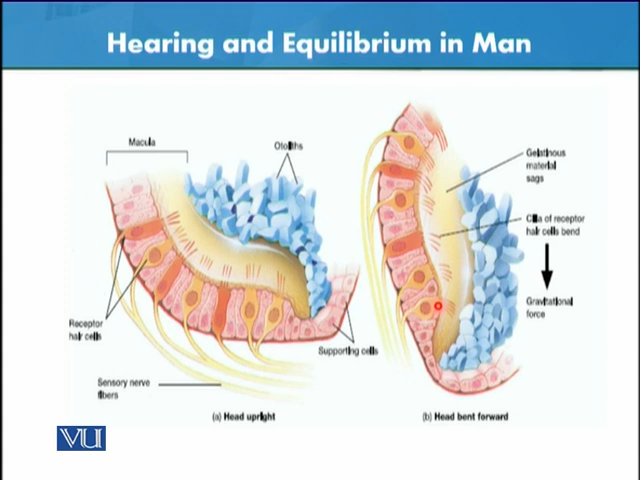 Hearing and Equilibrium in Man
Macula
Otoliths
Receptor
hair cells
Sensory nerve
fibers
Supporting cells
(a) Head upright
Gelatinous
material
sags
Cilia of receptor
hair cells bend
Gravitational
force
(b) Head bent forward
VU